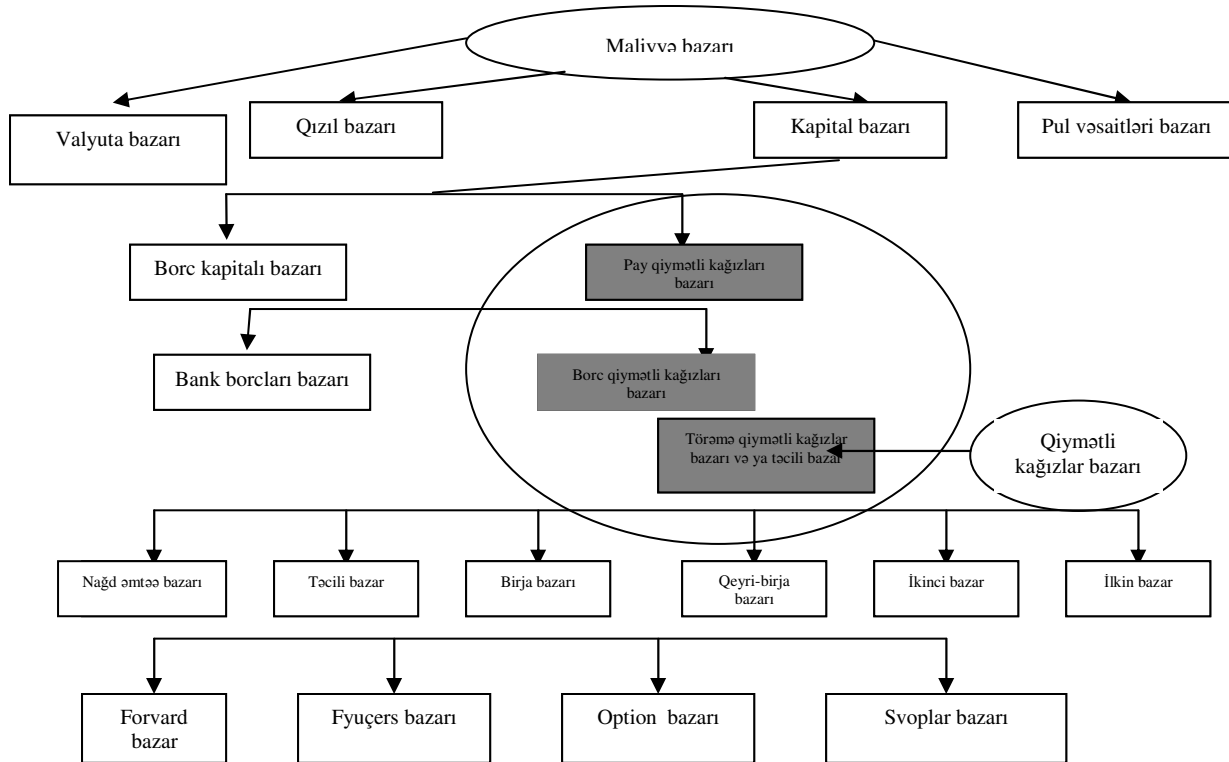 Maliyyə bazarı
Valyuta bazarı
Qızıl bazarı
Kapital bazarı
Pul vəsaitləri bazarı
Borc kapitalı bazarı
Pay qiymətli kağızları
bazarı
Bank borcları bazarı
Borc qiymətli kağızları
bazarı
Törəmə qiymətli kağızlar
bazarı və ya təcili bazar
Qiymətli
kağızlar bazarı
Nağd əmtəə bazarı
Təcili bazar
Birja bazarı
Qeyri-birja
bazarı
İkinci bazar
İlkin bazar
Forvard
bazar
Fyuçers bazarı
Option bazarı
Svoplar bazarı